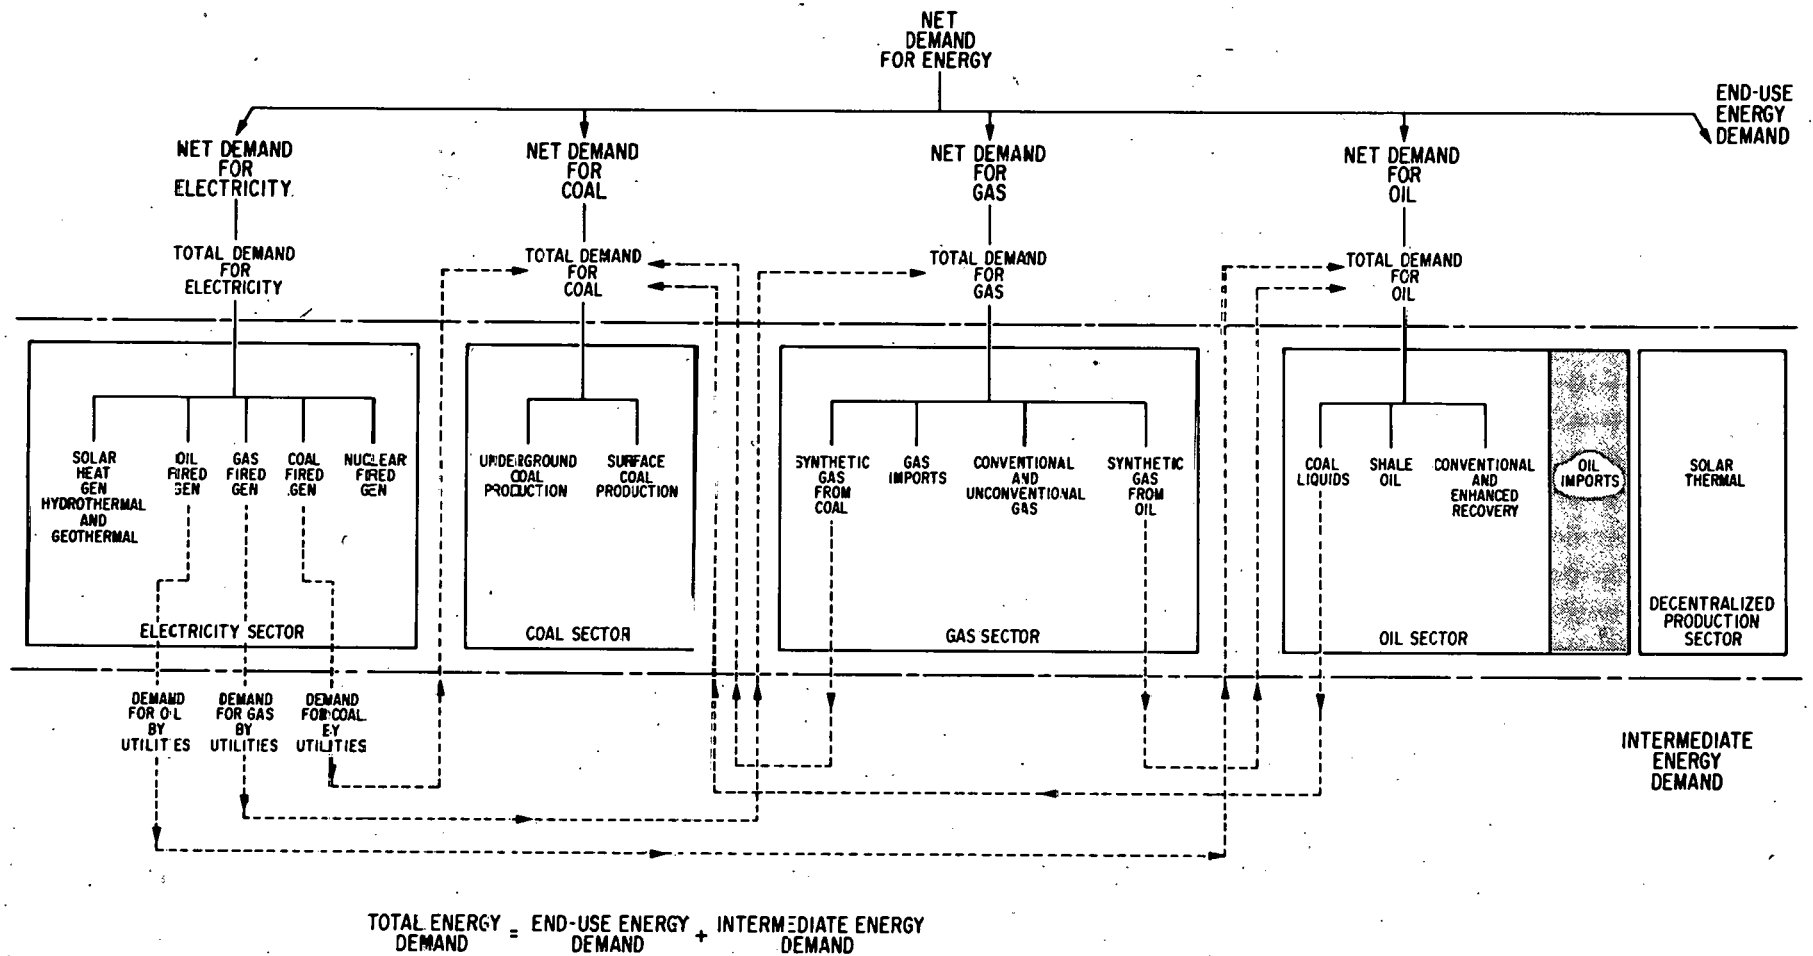 NET
DEMAND
FOR ENERGY
END-USE
ENERGY
DEMAND
NET DEMAND
FOR
ELECTRICITY
NET DEMAND
FOR
COAL
NET DEMAND
FOR
GAS
NET DEMAND
FOR
OIL
TOTAL DEMAND
FOR
ELECTRICITY
TOTAL DEMAND
FOR
COAL
TOTAL DEMAND
FOR
GAS
TOTAL DEMAND
FOR
OIL
SOLAR
HEAT
GEN
HYDROTHERMAL
AND
GEOTHERMAL
OIL
FIRED
GEN
GAS
FIRED
GEN
COAL
FIRED
GEN
NUCLEAR
FIRED
GEN
ELECTRICITY SECTOR
UNDERGROUND
COAL
PRODUCTION
SURFACE
COAL
PRODUCTION
COAL SECTOR
SYNTHETIC
GAS
FROM
COAL
GAS
IMPORTS
CONVENTIONAL
AND
UNCONVENTIONAL
GAS
SYNTHETIC
GAS
FROM
OIL
GAS SECTOR
COAL
LIQUIDS
SHALE
OIL
CONVENTIONAL
AND
ENHANCED
RECOVERY
OIL
IMPORTS
OIL SECTOR
SOLAR
THERMAL
DECENTRALIZED
PRODUCTION
SECTOR
DEMAND
FOR OIL
BY
UTILITIES
DEMAND
FOR GAS
BY
UTILITIES
DEMAND
FOR COAL
BY
UTILITIES
INTERMEDIATE
ENERGY
DEMAND
TOTAL ENERGY = END-USE ENERGY + INTERMEDIATE ENERGY
DEMAND DEMAND DEMAND